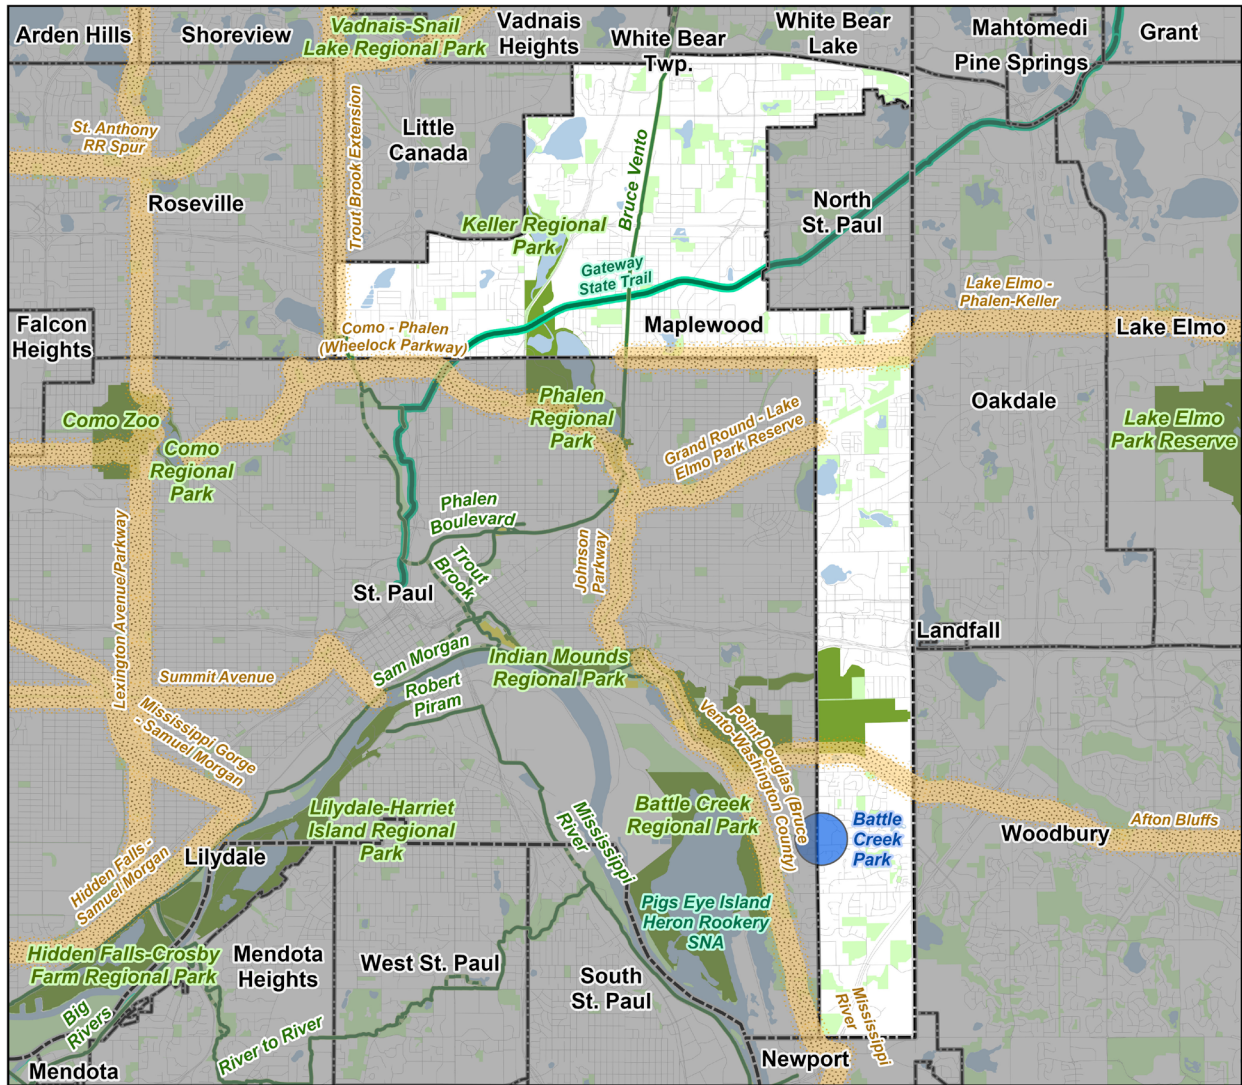 Arden Hills
Shoreview
Vadnais-Snail
Lake Regional Park
Vadnais
Heights
White Bear
Twp.
White Bear
Lake
Mahtomedi
Pine Springs
Grant
St. Anthony
RR Spur
Trout Brook Extension
Little
Canada
Bruce Vento
Roseville
Keller Regional
Park
North
St. Paul
Gateway
State Trail
Lake Elmo -
Phalen-Keller
Falcon
Heights
Como - Phalen
(Wheelock Parkway)
Maplewood
Lake Elmo
Como Zoo
Como
Regional
Park
Phalen
Regional
Park
Grand Round - Lake
Elmo Park Reserve
Oakdale
Lake Elmo
Park Reserve
Phalen
Boulevard
Lexington Avenue/Parkway
Trout
Brook
Johnson
Parkway
St. Paul
Landfall
Sam Morgan
Indian Mounds
Regional Park
Summit Avenue
Robert
Piram
Mississippi Gorge
- Samuel Morgan
Point Douglas (Bruce
Vento-Washington County)
Lilydale-Harriet
Island Regional
Park
Mississippi
River
Battle Creek
Regional Park
Battle
Creek
Park
Woodbury
Afton Bluffs
Hidden Falls -
Samuel Morgan
Lilydale
Pigs Eye Island
Heron Rookery
SNA
Hidden Falls-Crosby
Farm Regional Park
Mendota
Heights
West St. Paul
South
St. Paul
Mississippi
River
Big
Rivers
River to River
Mendota
Newport